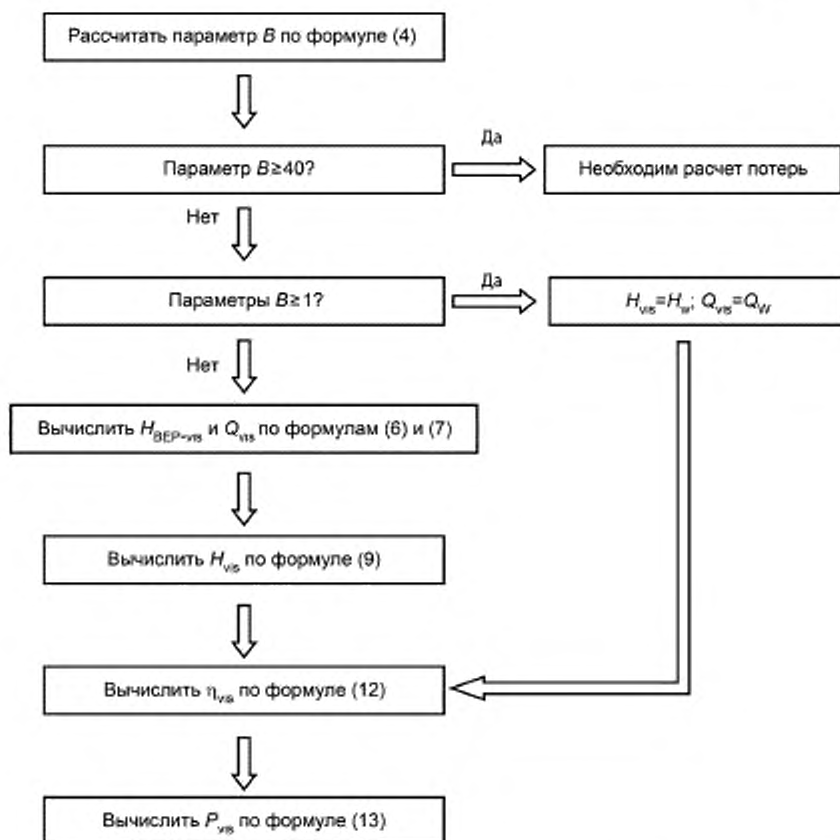 Рассчитать параметр B по формуле (4)
Да
Параметр B≥40?
Необходим расчет потерь
Нет
Да
Параметры B≥1?
Hvis=Hw; Qvis=QW
Нет
Вычислить HBEP-vis и Qvis по формулам (6) и (7)
Вычислить Hvis по формуле (9)
Вычислить ηvis по формуле (12)
Вычислить Pvis по формуле (13)